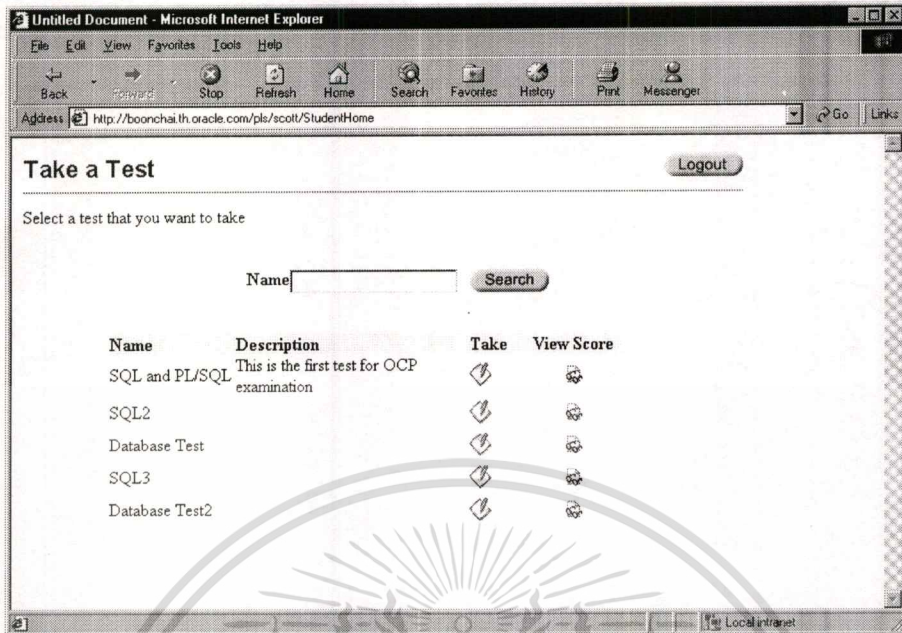 Untitled Document - Microsoft Internet Explorer
File Edit View Favorites Tools Help
Back Forward Stop Refresh Home Search Favorites History Print Messenger
Address http://boonchai.th.oracle.com/pls/scott/StudentHome Go Links
Take a Test Logout
Select a test that you want to take
Name Search
Name Description Take View Score
SQL and PL/SQL This is the first test for OCP
examination
SQL2
Database Test
SQL3
Database Test2
Local intranet